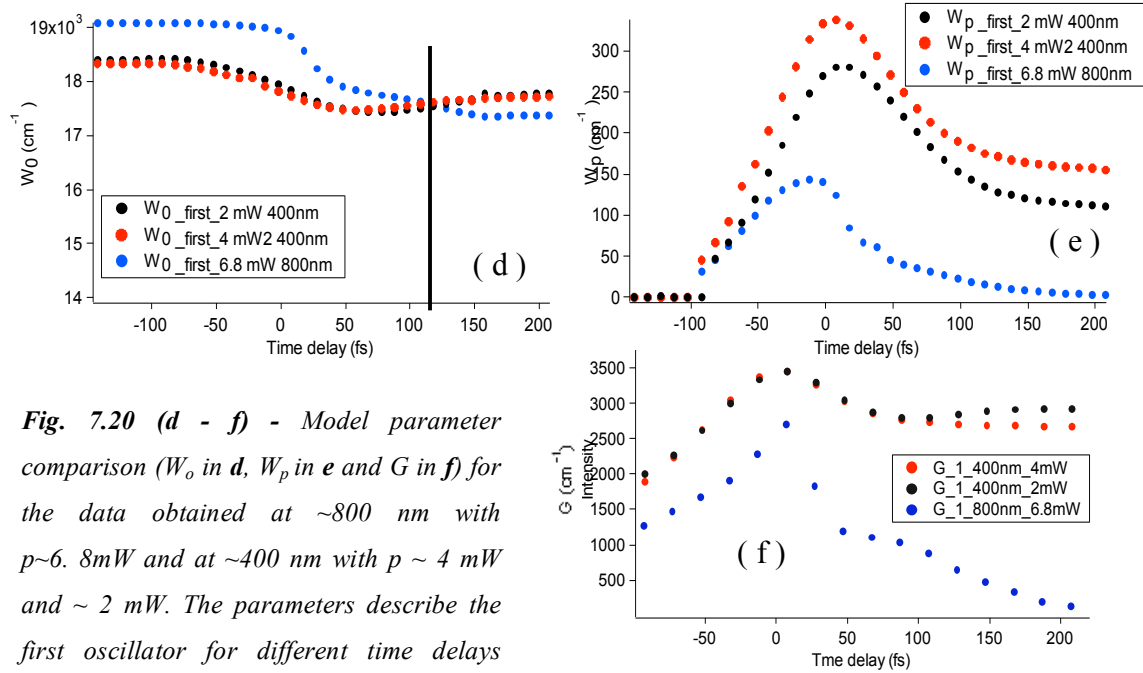 19x10³
18
17
16
15
14
W0 (cm-1)
-100
-50
0
50
100
150
200
Time delay (fs)
W0 _first_2 mW 400nm
W0 _first_4 mW2 400nm
W0 _first_6.8 mW 800nm
( d )
300
250
200
150
100
50
0
W_p (cm-1)
-100
-50
0
50
100
150
200
Time delay (fs)
Wp _first_2 mW 400nm
Wp _first_4 mW2 400nm
Wp _first_6.8 mW 800nm
( e )
3500
3000
2500
2000
1500
1000
500
G (cm-1)
Intensity
-50
0
50
100
150
200
Tme delay (fs)
G_1_400nm_4mW
G_1_400nm_2mW
G_1_800nm_6.8mW
( f )
Fig. 7.20 (d - f) - Model parameter
comparison (Wo in d, Wp in e and G in f) for
the data obtained at ~800 nm with
p~6. 8mW and at ~400 nm with p ~ 4 mW
and ~ 2 mW. The parameters describe the
first oscillator for different time delays